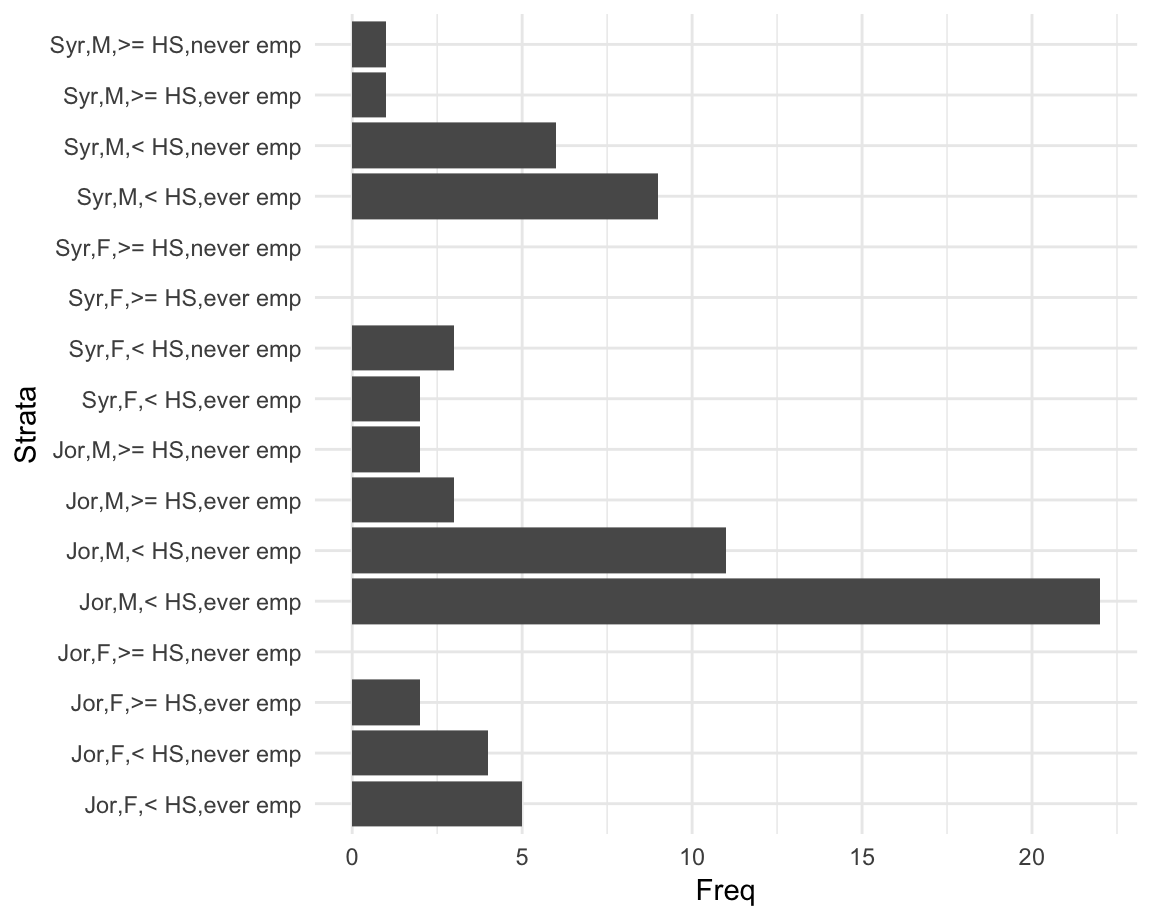 Syr,M,>= HS,never emp
Syr,M,>= HS,ever emp
Syr,M,< HS,never emp
Syr,M,< HS,ever emp
Syr,F,>= HS,never emp
Syr,F,>= HS,ever emp
Syr,F,< HS,never emp
Syr,F,< HS,ever emp
Jor,M,>= HS,never emp
Jor,M,>= HS,ever emp
Jor,M,< HS,never emp
Jor,M,< HS,ever emp
Jor,F,>= HS,never emp
Jor,F,>= HS,ever emp
Jor,F,< HS,never emp
Jor,F,< HS,ever emp
Strata
0 5 10 15 20
Freq